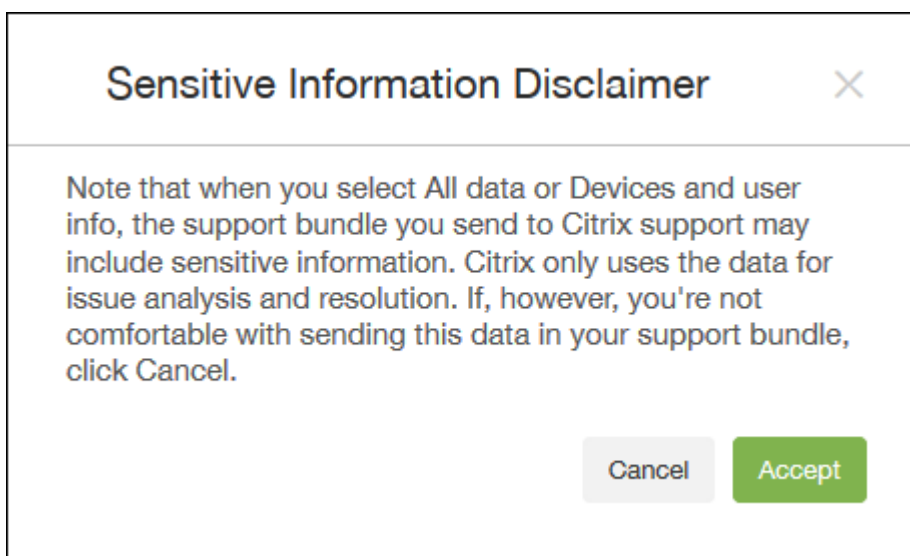 Sensitive Information Disclaimer
Note that when you select All data or Devices and user
info, the support bundle you send to Citrix support may
include sensitive information. Citrix only uses the data for
issue analysis and resolution. If, however, you're not
comfortable with sending this data in your support bundle,
click Cancel.
Cancel
Accept